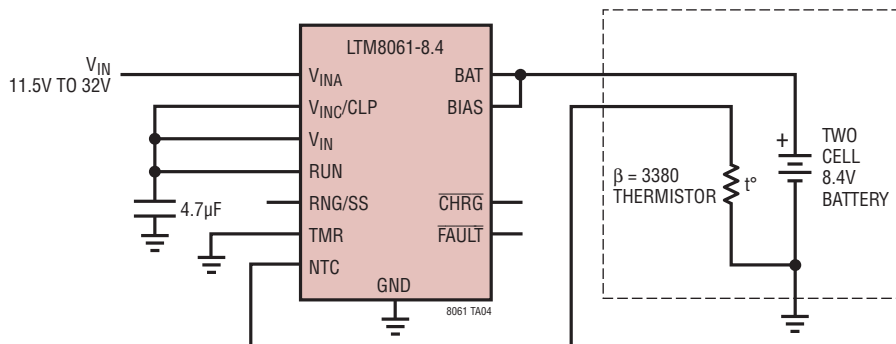 LTM8061-8.4
VIN
11.5V TO 32V
VINA
BAT
VINC/CLP
BIAS
VIN
RUN
RNG/SS
CHRG
TMR
FAULT
NTC
GND
4.7µF
8061 TA04
β = 3380
THERMISTOR
t°
+
TWO
CELL
8.4V
BATTERY